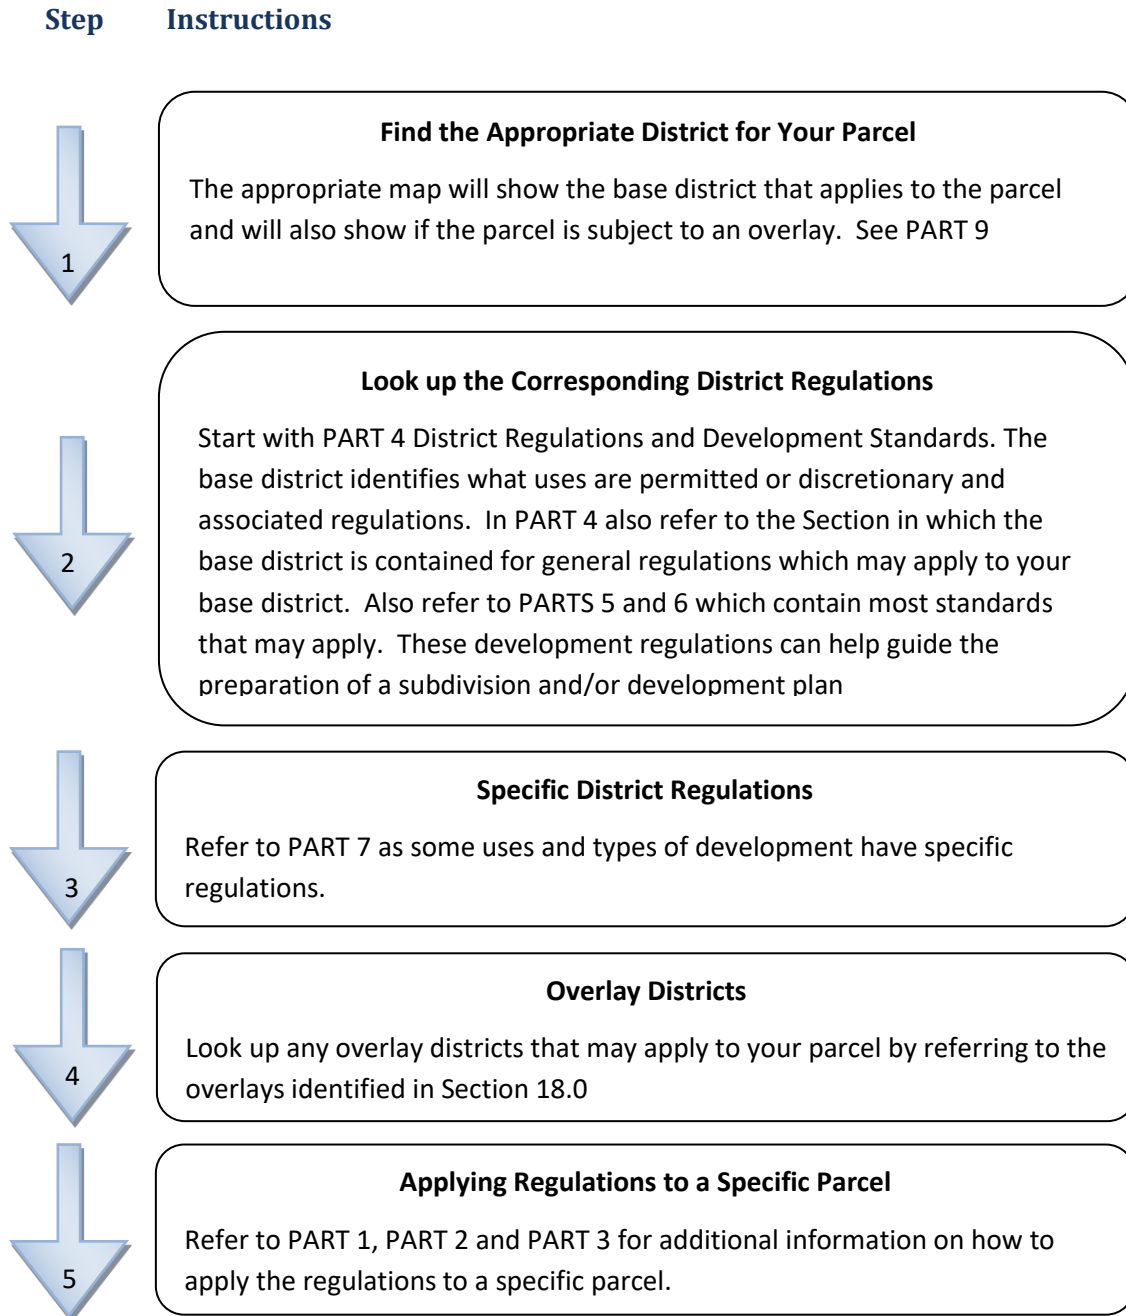 Step Instructions
Find the Appropriate District for Your Parcel
The appropriate map will show the base district that applies to the parcel
and will also show if the parcel is subject to an overlay.  See PART 9
1
Look up the Corresponding District Regulations
Start with PART 4 District Regulations and Development Standards. The
base district identifies what uses are permitted or discretionary and
associated regulations.  In PART 4 also refer to the Section in which the
base district is contained for general regulations which may apply to your
base district.  Also refer to PARTS 5 and 6 which contain most standards
that may apply.  These development regulations can help guide the
preparation of a subdivision and/or development plan
2
Specific District Regulations
Refer to PART 7 as some uses and types of development have specific
regulations.
3
Overlay Districts
Look up any overlay districts that may apply to your parcel by referring to the
overlays identified in Section 18.0
4
Applying Regulations to a Specific Parcel
Refer to PART 1, PART 2 and PART 3 for additional information on how to
apply the regulations to a specific parcel.
5